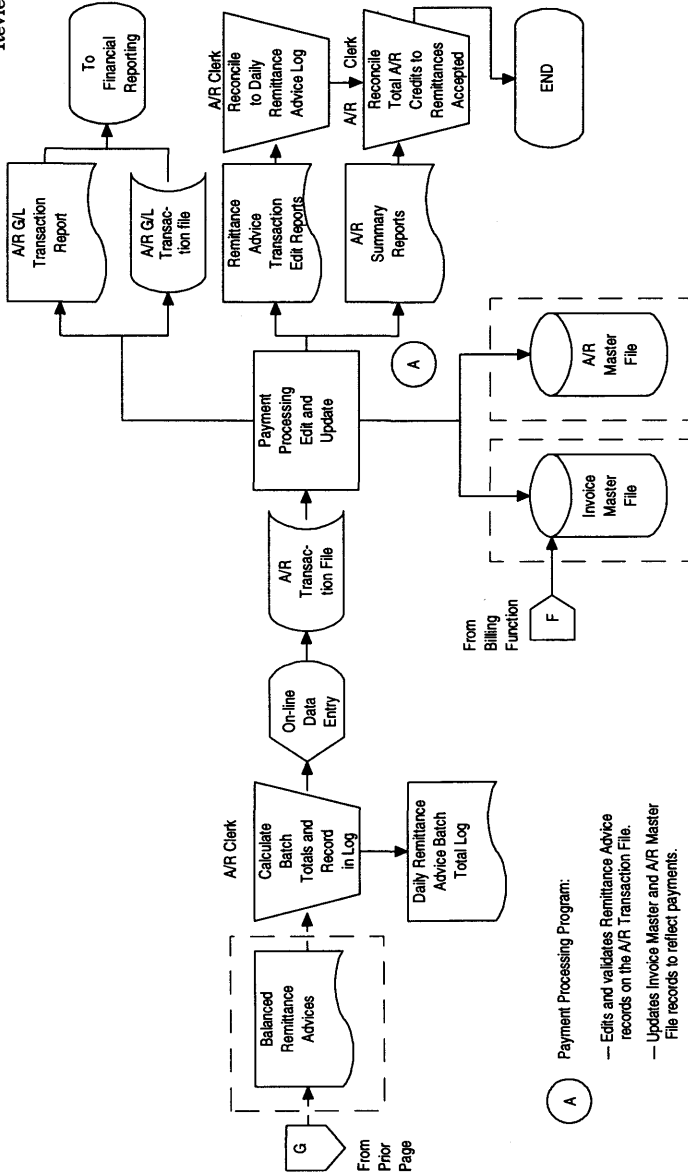 Revie
G
From
Prior
Page
Balanced
Remittance
Advices
A/R Clerk
Calculate
Batch
Totals and
Record
in Log
Daily Remittance
Advice Batch
Total Log
On-line
Data
Entry
A/R
Transac-
tion File
Payment
Processing
Edit and
Update
A
A/R G/L
Transaction
Report
A/R G/L
Transac-
tion file
To
Financial
Reporting
Remittance
Advice
Transaction
Edit Reports
A/R Clerk
Reconcile
to Daily
Remittance
Advice Log
A/R
Summary
Reports
A/R Clerk
Reconcile
Total A/R
Credits to
Remittances
Accepted
END
From
Billing
Function
F
Invoice
Master
File
A/R
Master
File
A
Payment Processing Program:
— Edits and validates Remittance Advice
records on the A/R Transaction File.
— Updates Invoice Master and A/R Master
File records to reflect payments.